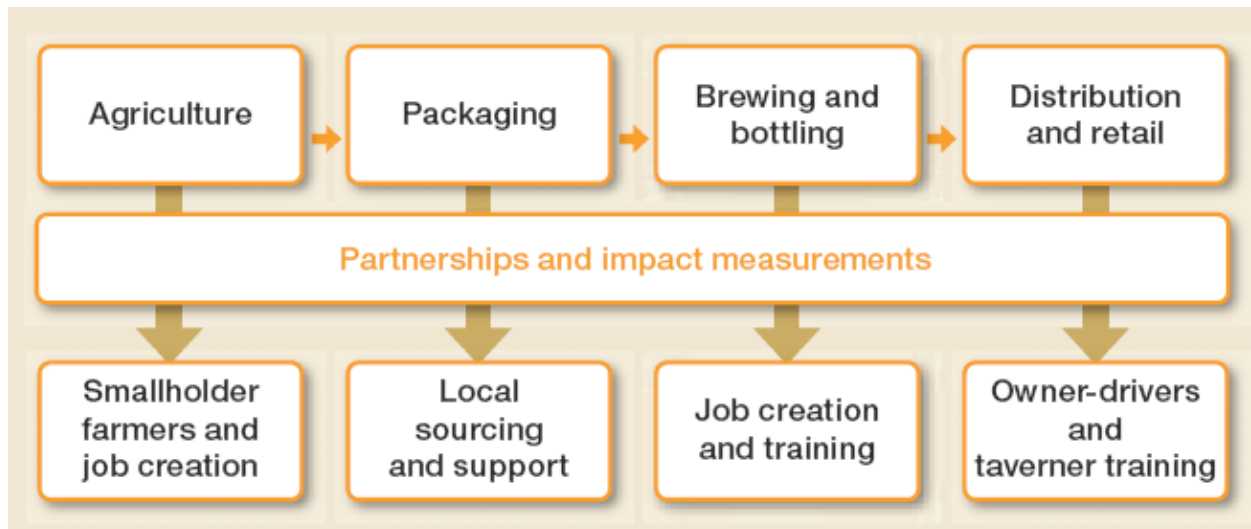 Agriculture
Packaging
Brewing and
bottling
Distribution
and retail
Partnerships and impact measurements
Smallholder
farmers and
job creation
Local
sourcing
and support
Job creation
and training
Owner-drivers
and
taverner training